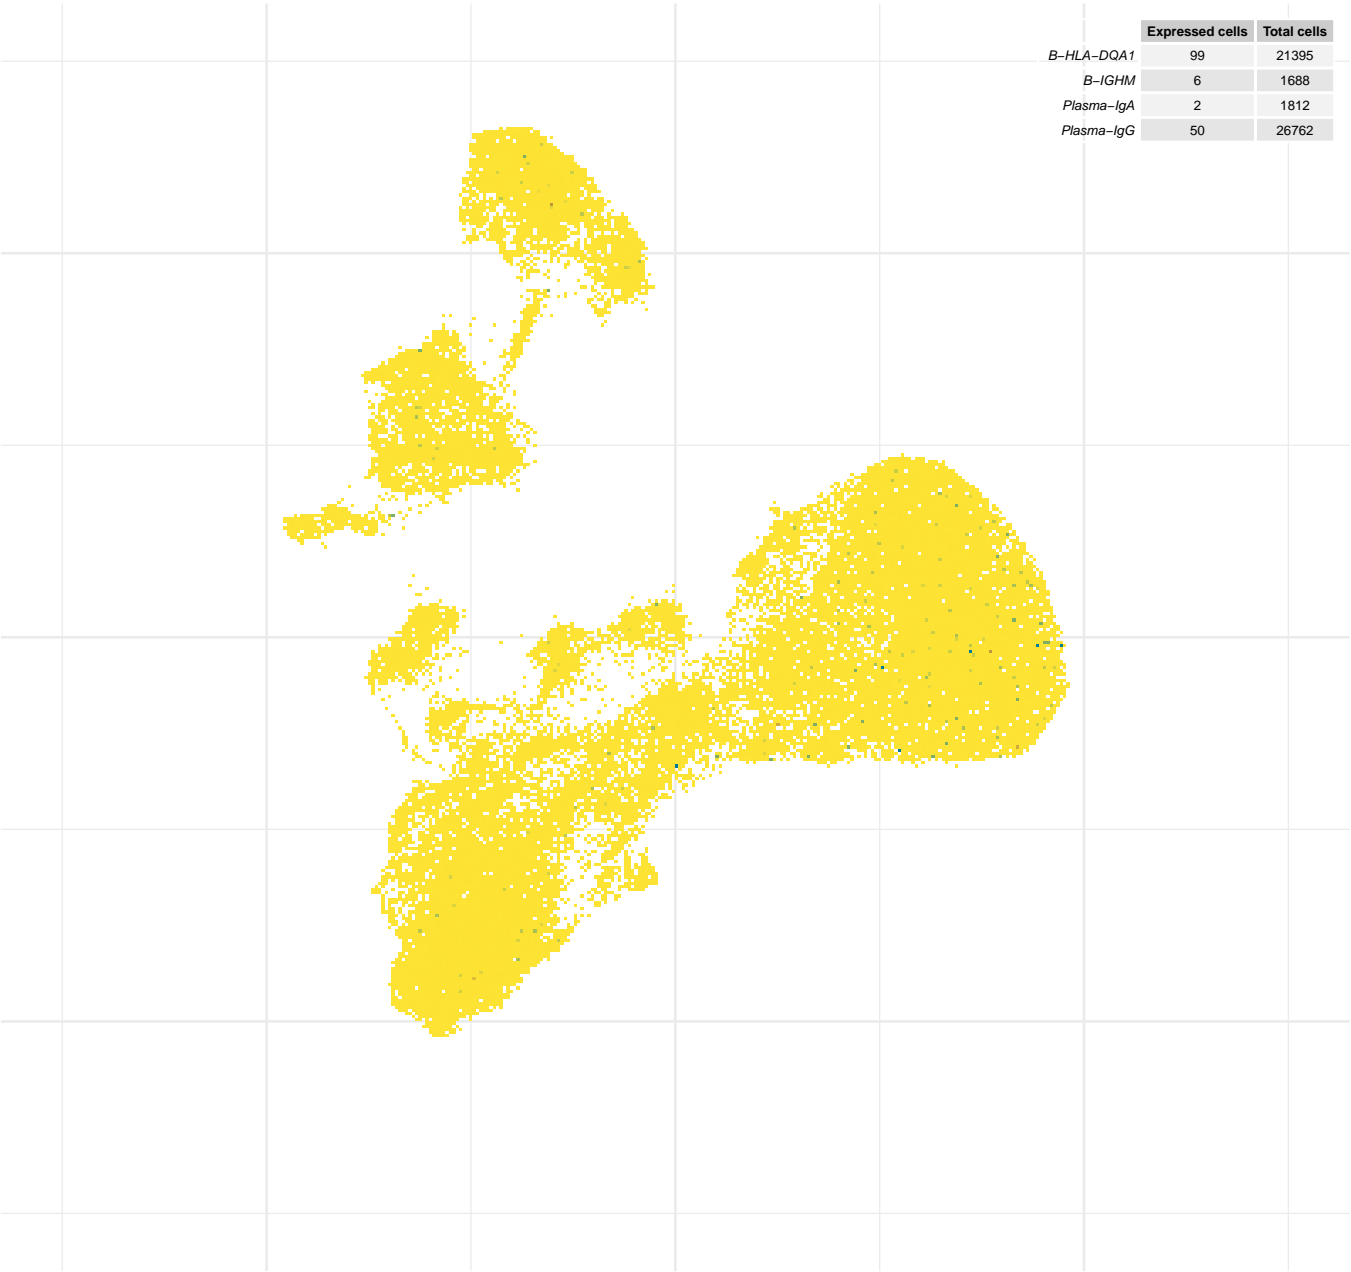 Expressed cells Total cells
B−HLA−DQA1 99 21395
B−IGHM 6 1688
Plasma−IgA 2 1812
Plasma−IgG 50 26762